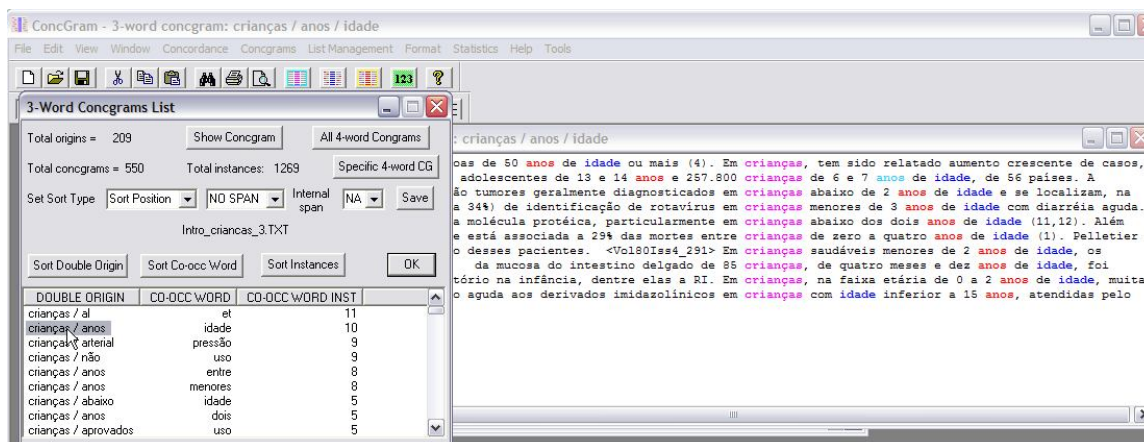 ConcGram - 3-word concgram: crianças / anos / idade
File Edit View Window Concordance Concgrams List Management Format Statistics Help Tools
123
3-Word Concgrams List
Total origins = 209
Show Concgram
All 4-word Congrams
Total concgrams = 550
Total instances: 1269
Specific 4-word CG
Set Sort Type
Sort Position
NO SPAN
Internal span
NA
Save
Intro_criancas_3.TXT
Sort Double Origin
Sort Co-occ Word
Sort Instances
OK
DOUBLE ORIGIN CO-OCC WORD CO-OCC WORD INST
crianças / al et 11
crianças / anos idade 10
crianças / arterial pressão 9
crianças / não uso 9
crianças / anos entre 8
crianças / anos menores 8
crianças / abaixo idade 5
crianças / anos dois 5
crianças / aprovados uso 5
: crianças / anos / idade
oas de 50 anos de idade ou mais (4). Em crianças, tem sido relatado aumento crescente de casos,
adolescentes de 13 e 14 anos e 257.800 crianças de 6 e 7 anos de idade, de 56 países. A
ão tumores geralmente diagnosticados em crianças abaixo de 2 anos de idade e se localizam, na
a 34%) de identificação de rotavírus em crianças menores de 3 anos de idade com diarréia aguda.
a molécula protéica, particularmente em crianças abaixo dos dois anos de idade (11,12). Além
e está associada a 29% das mortes entre crianças de zero a quatro anos de idade (1). Pelletier
o desses pacientes. <Vol80Iss4_291> Em crianças saudáveis menores de 2 anos de idade, os
da mucosa do intestino delgado de 85 crianças, de quatro meses e dez anos de idade, foi
tório na infância, dentre elas a RI. Em crianças, na faixa etária de 0 a 2 anos de idade, muita
o aguda aos derivados imidazolínicos em crianças com idade inferior a 15 anos, atendidas pelo